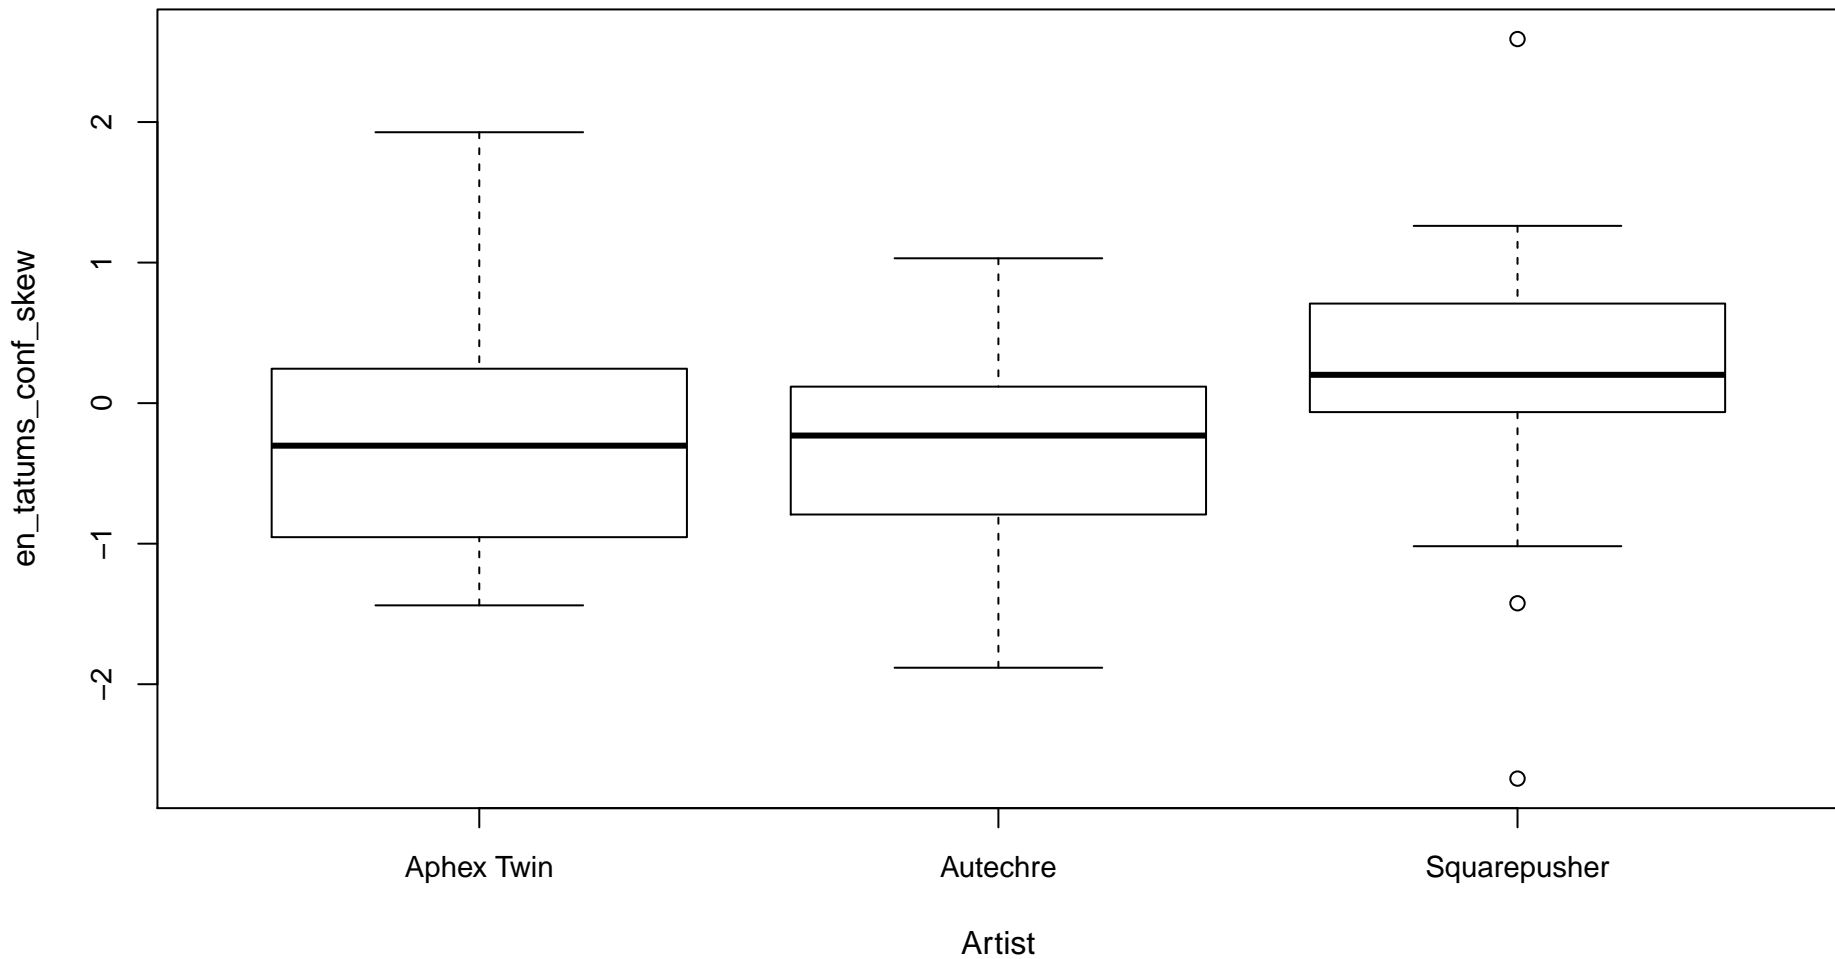 en_tatums_conf_skew
2
1
0
−1
−2
Aphex Twin
Autechre
Squarepusher
Artist